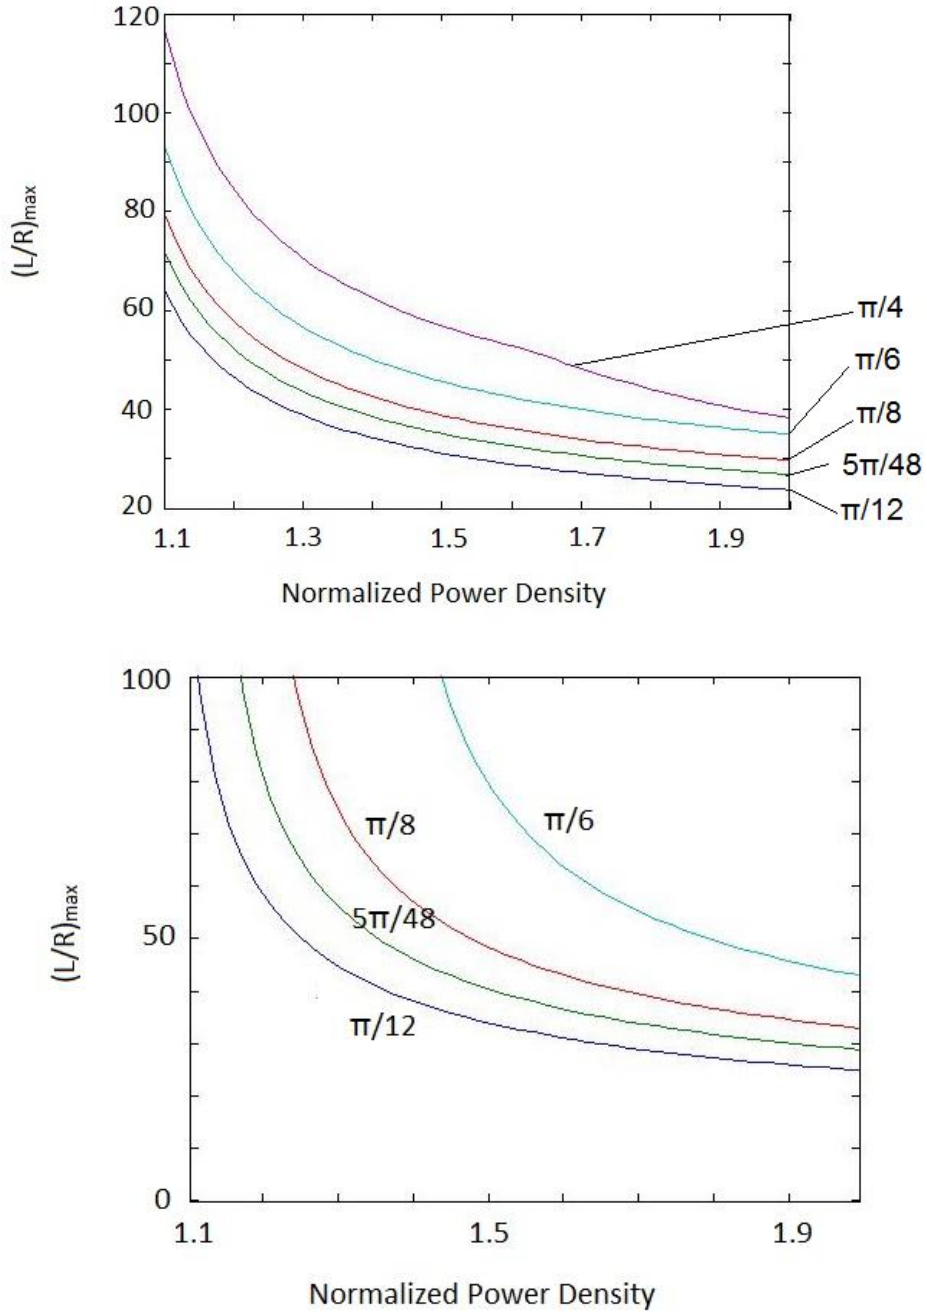 120
100
80
60
40
20
(L/R)max
1.1 1.3 1.5 1.7 1.9
Normalized Power Density
π/4
π/6
π/8
5π/48
π/12
100
50
0
(L/R)max
π/8
π/6
5π/48
π/12
1.1 1.5 1.9
Normalized Power Density